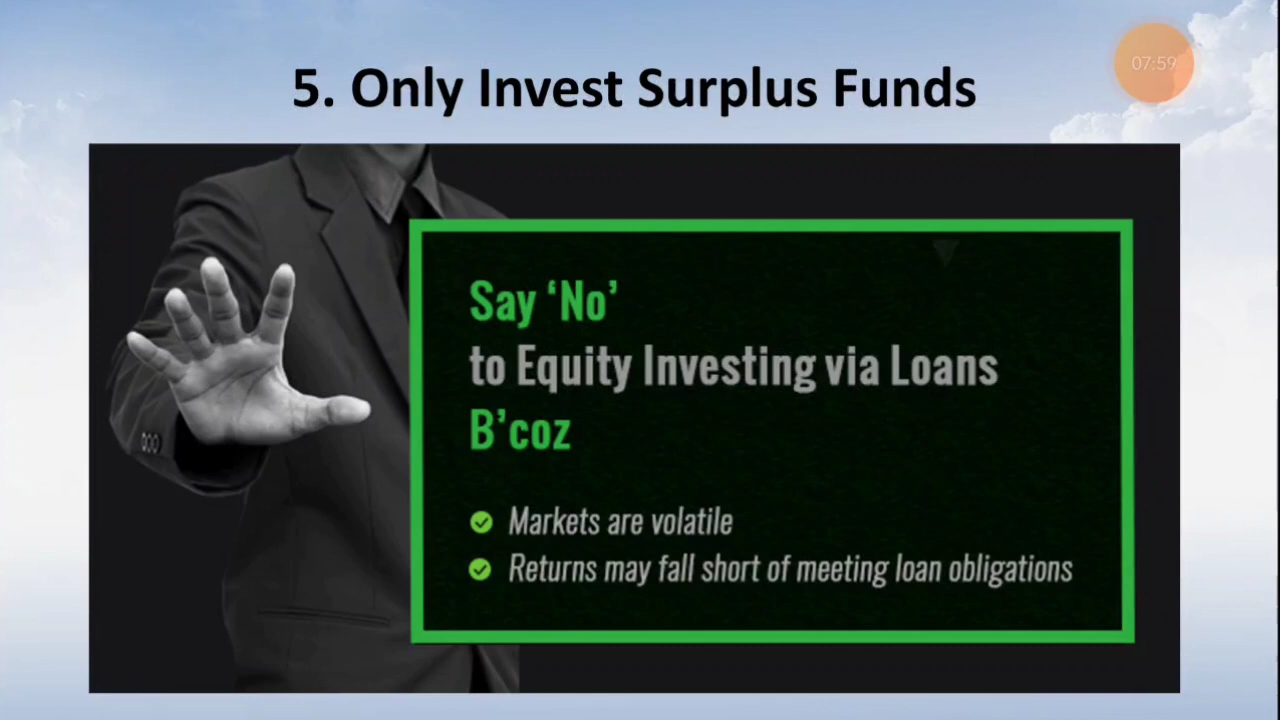 5. Only Invest Surplus Funds
07:59
Say ‘No’
to Equity Investing via Loans
B’coz
Markets are volatile
Returns may fall short of meeting loan obligations